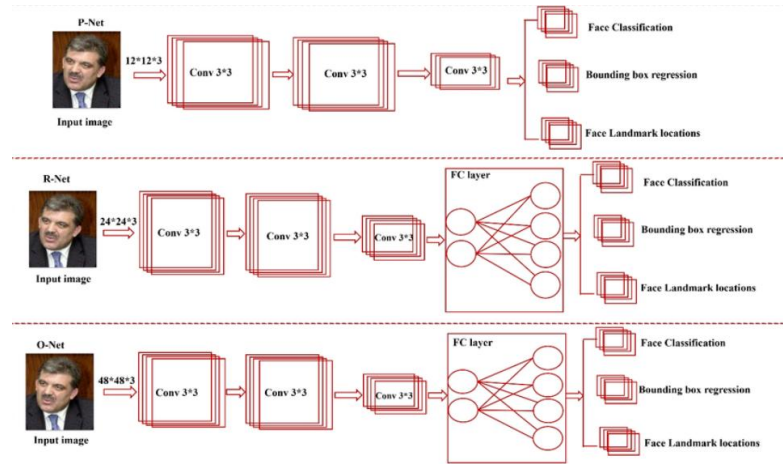 P-Net
12*12*3
Conv 3*3
Conv 3*3
Conv 3*3
Face Classification
Bounding box regression
Face Landmark locations
Input image
R-Net
24*24*3
Conv 3*3
Conv 3*3
Conv 3*3
FC layer
Face Classification
Bounding box regression
Face Landmark locations
Input image
O-Net
48*48*3
Conv 3*3
Conv 3*3
Conv 3*3
FC layer
Face Classification
Bounding box regression
Face Landmark locations
Input image